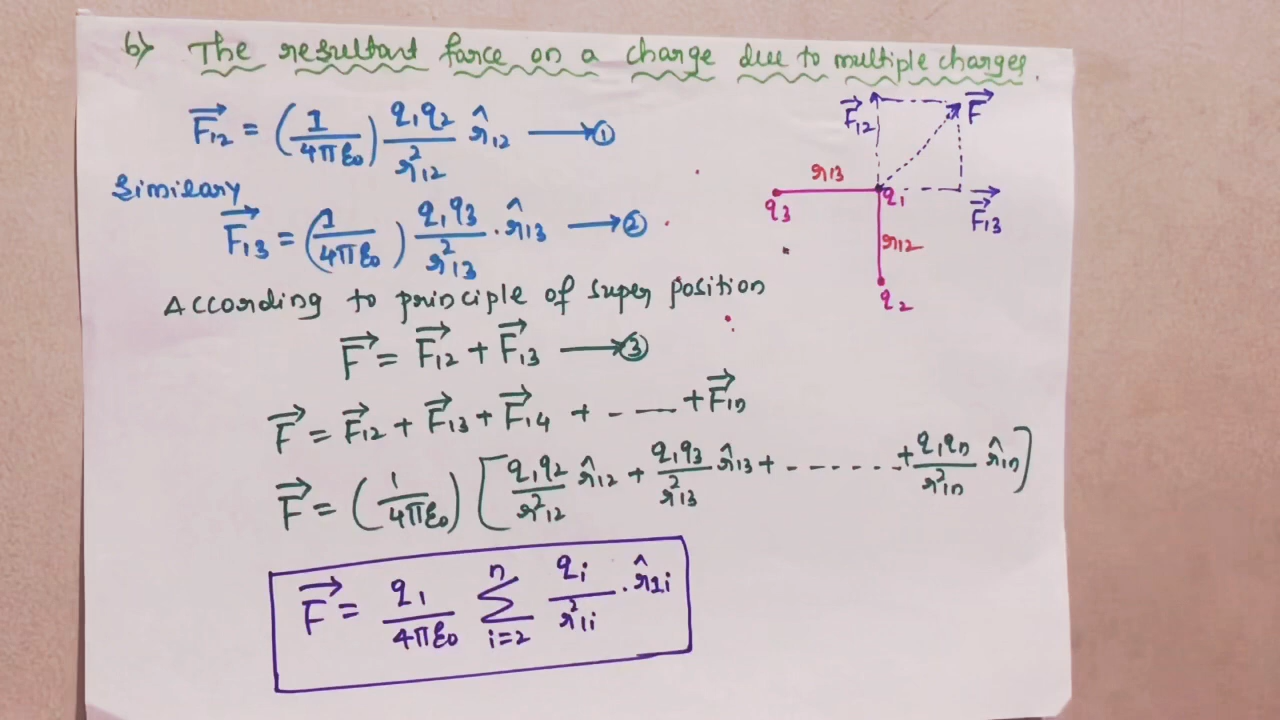 b) The resultant force on a charge due to multiple charges.
F⃗₁₂ = (1/4πε₀) q₁q₂/r²₁₂ r̂₁₂ ⟶ ①
Similary
F⃗₁₃ = (1/4πε₀) q₁q₃/r²₁₃ . r̂₁₃ ⟶ ②
According to principle of super position
F⃗ = F⃗₁₂ + F⃗₁₃ ⟶ ③
F⃗ = F⃗₁₂ + F⃗₁₃ + F⃗₁₄ + ----- + F⃗₁ₙ
F⃗ = (1/4πε₀) [q₁q₂/r²₁₂ r̂₁₂ + q₁q₃/r²₁₃ r̂₁₃ + ------- + q₁qₙ/r²₁ₙ r̂₁ₙ]
F⃗ = q₁/4πε₀ Σⁿᵢ₌₂ qᵢ/r²₁ᵢ . r̂₁ᵢ
F⃗₁₂
F⃗
r₁₃
q₃
q₁
F⃗₁₃
r₁₂
q₂